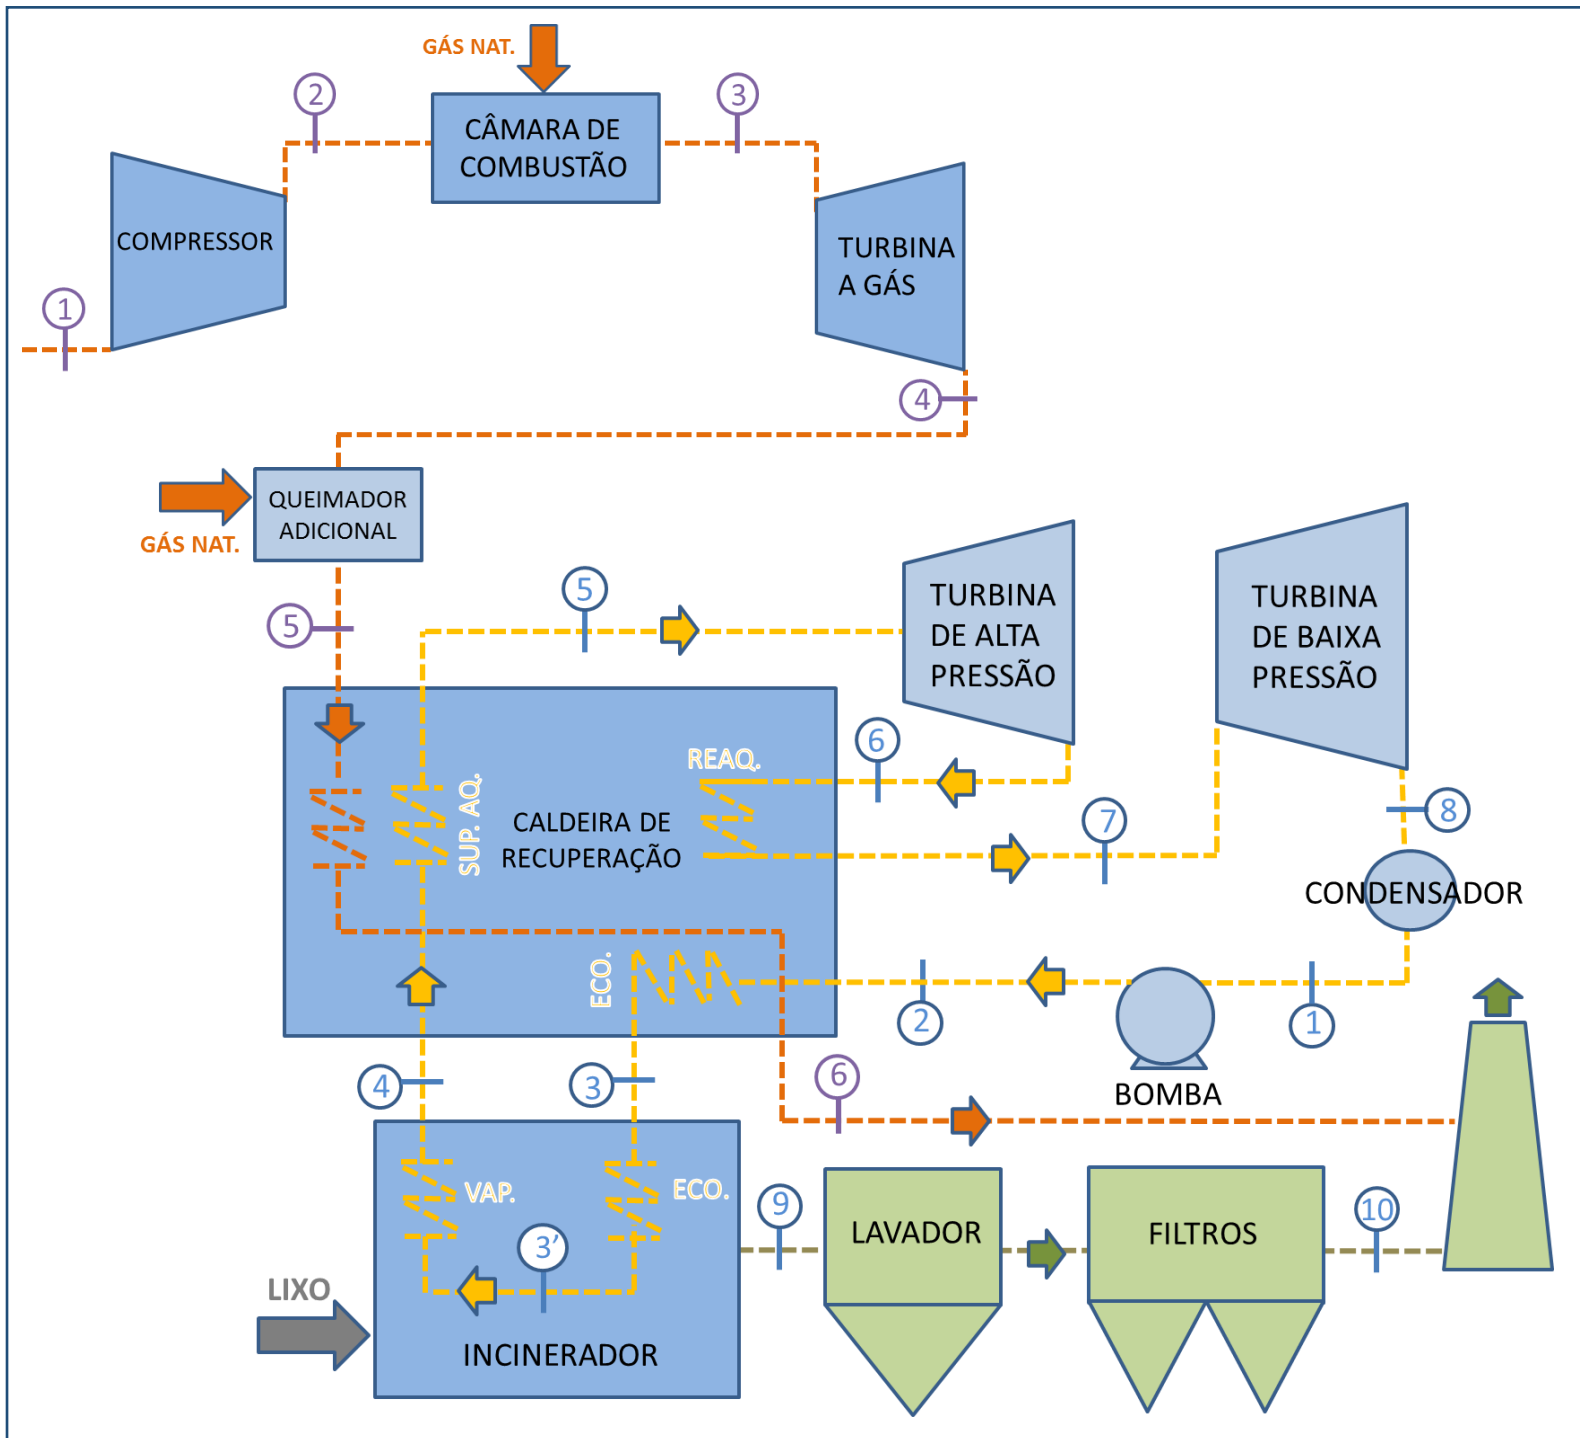 GÁS NAT.
2
3
CÂMARA DE
COMBUSTÃO
COMPRESSOR
TURBINA
A GÁS
1
4
QUEIMADOR
ADICIONAL
GÁS NAT.
5
5
TURBINA
DE ALTA
PRESSÃO
TURBINA
DE BAIXA
PRESSÃO
6
REAQ.
SUP. AQ.
CALDEIRA DE
RECUPERAÇÃO
7
8
CONDENSADOR
ECO.
2
1
4
3
6
BOMBA
VAP.
ECO.
3’
9
LAVADOR
FILTROS
10
LIXO
INCINERADOR